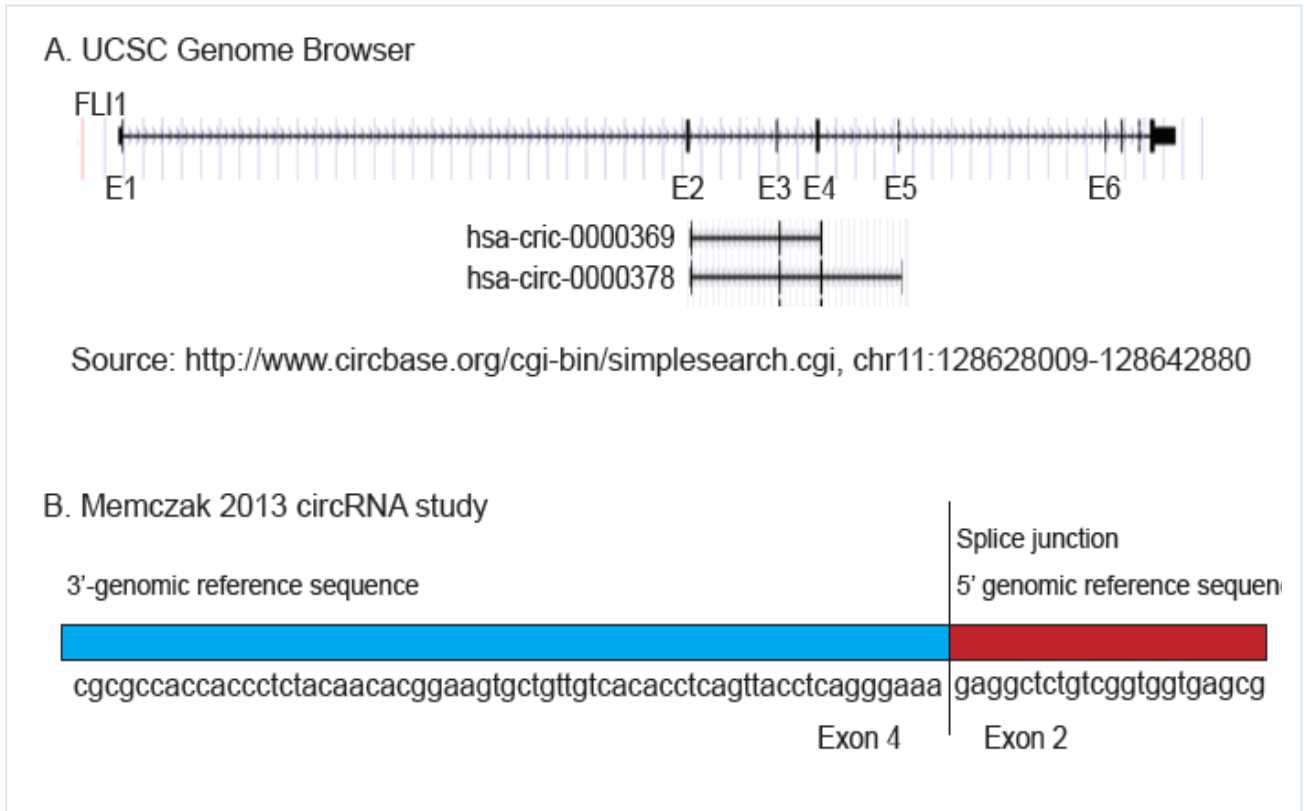 A. UCSC Genome Browser
FLI1
E1 E2 E3 E4 E5 E6
hsa-cric-0000369
hsa-circ-0000378
Source: http://www.circbase.org/cgi-bin/simplesearch.cgi, chr11:128628009-128642880
B. Memczak 2013 circRNA study
Splice junction
3'-genomic reference sequence 5' genomic reference sequen
cgcgccaccaccctctacaacacggaagtgctgttgtcacacctcagttacctcagggaaa gaggctctgtcggtggtgagcg
Exon 4 Exon 2